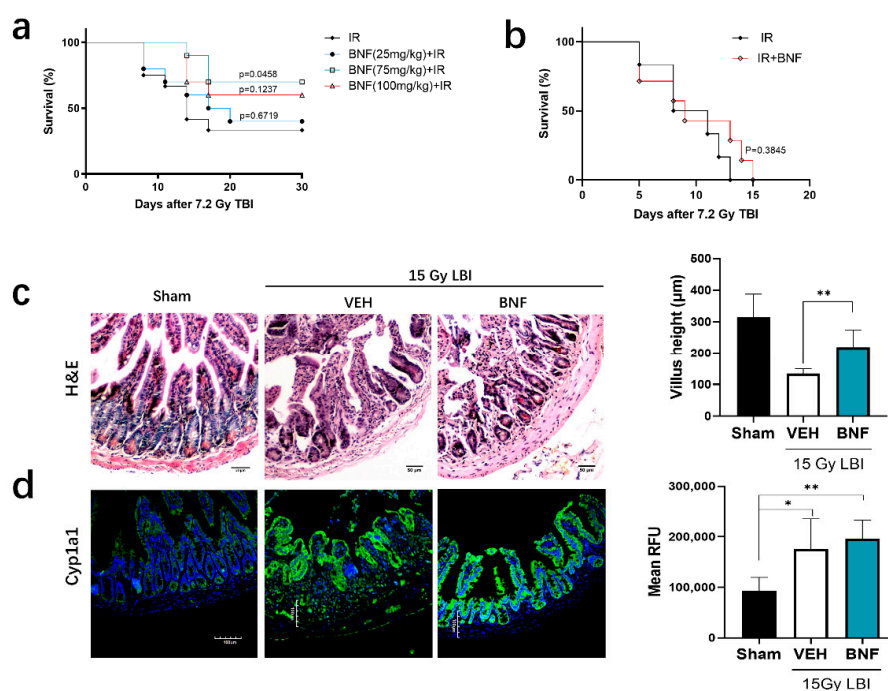 a
Survival (%)
100
50
0
0
10
20
30
Days after 7.2 Gy TBI
p=0.0458
p=0.1237
p=0.6719
IR
BNF(25mg/kg)+IR
BNF(75mg/kg)+IR
BNF(100mg/kg)+IR
b
Survival (%)
100
50
0
0
5
10
15
20
Days after 7.2 Gy TBI
P=0.3845
IR
IR+BNF
c
15 Gy LBI
Sham
VEH
BNF
H&E
50 μm
50 μm
Villus height (μm)
500
400
300
200
100
0
**
Sham
VEH
BNF
15 Gy LBI
d
Cyp1a1
100 μm
Mean RFU
300,000
200,000
100,000
0
*
**
Sham
VEH
BNF
15Gy LBI